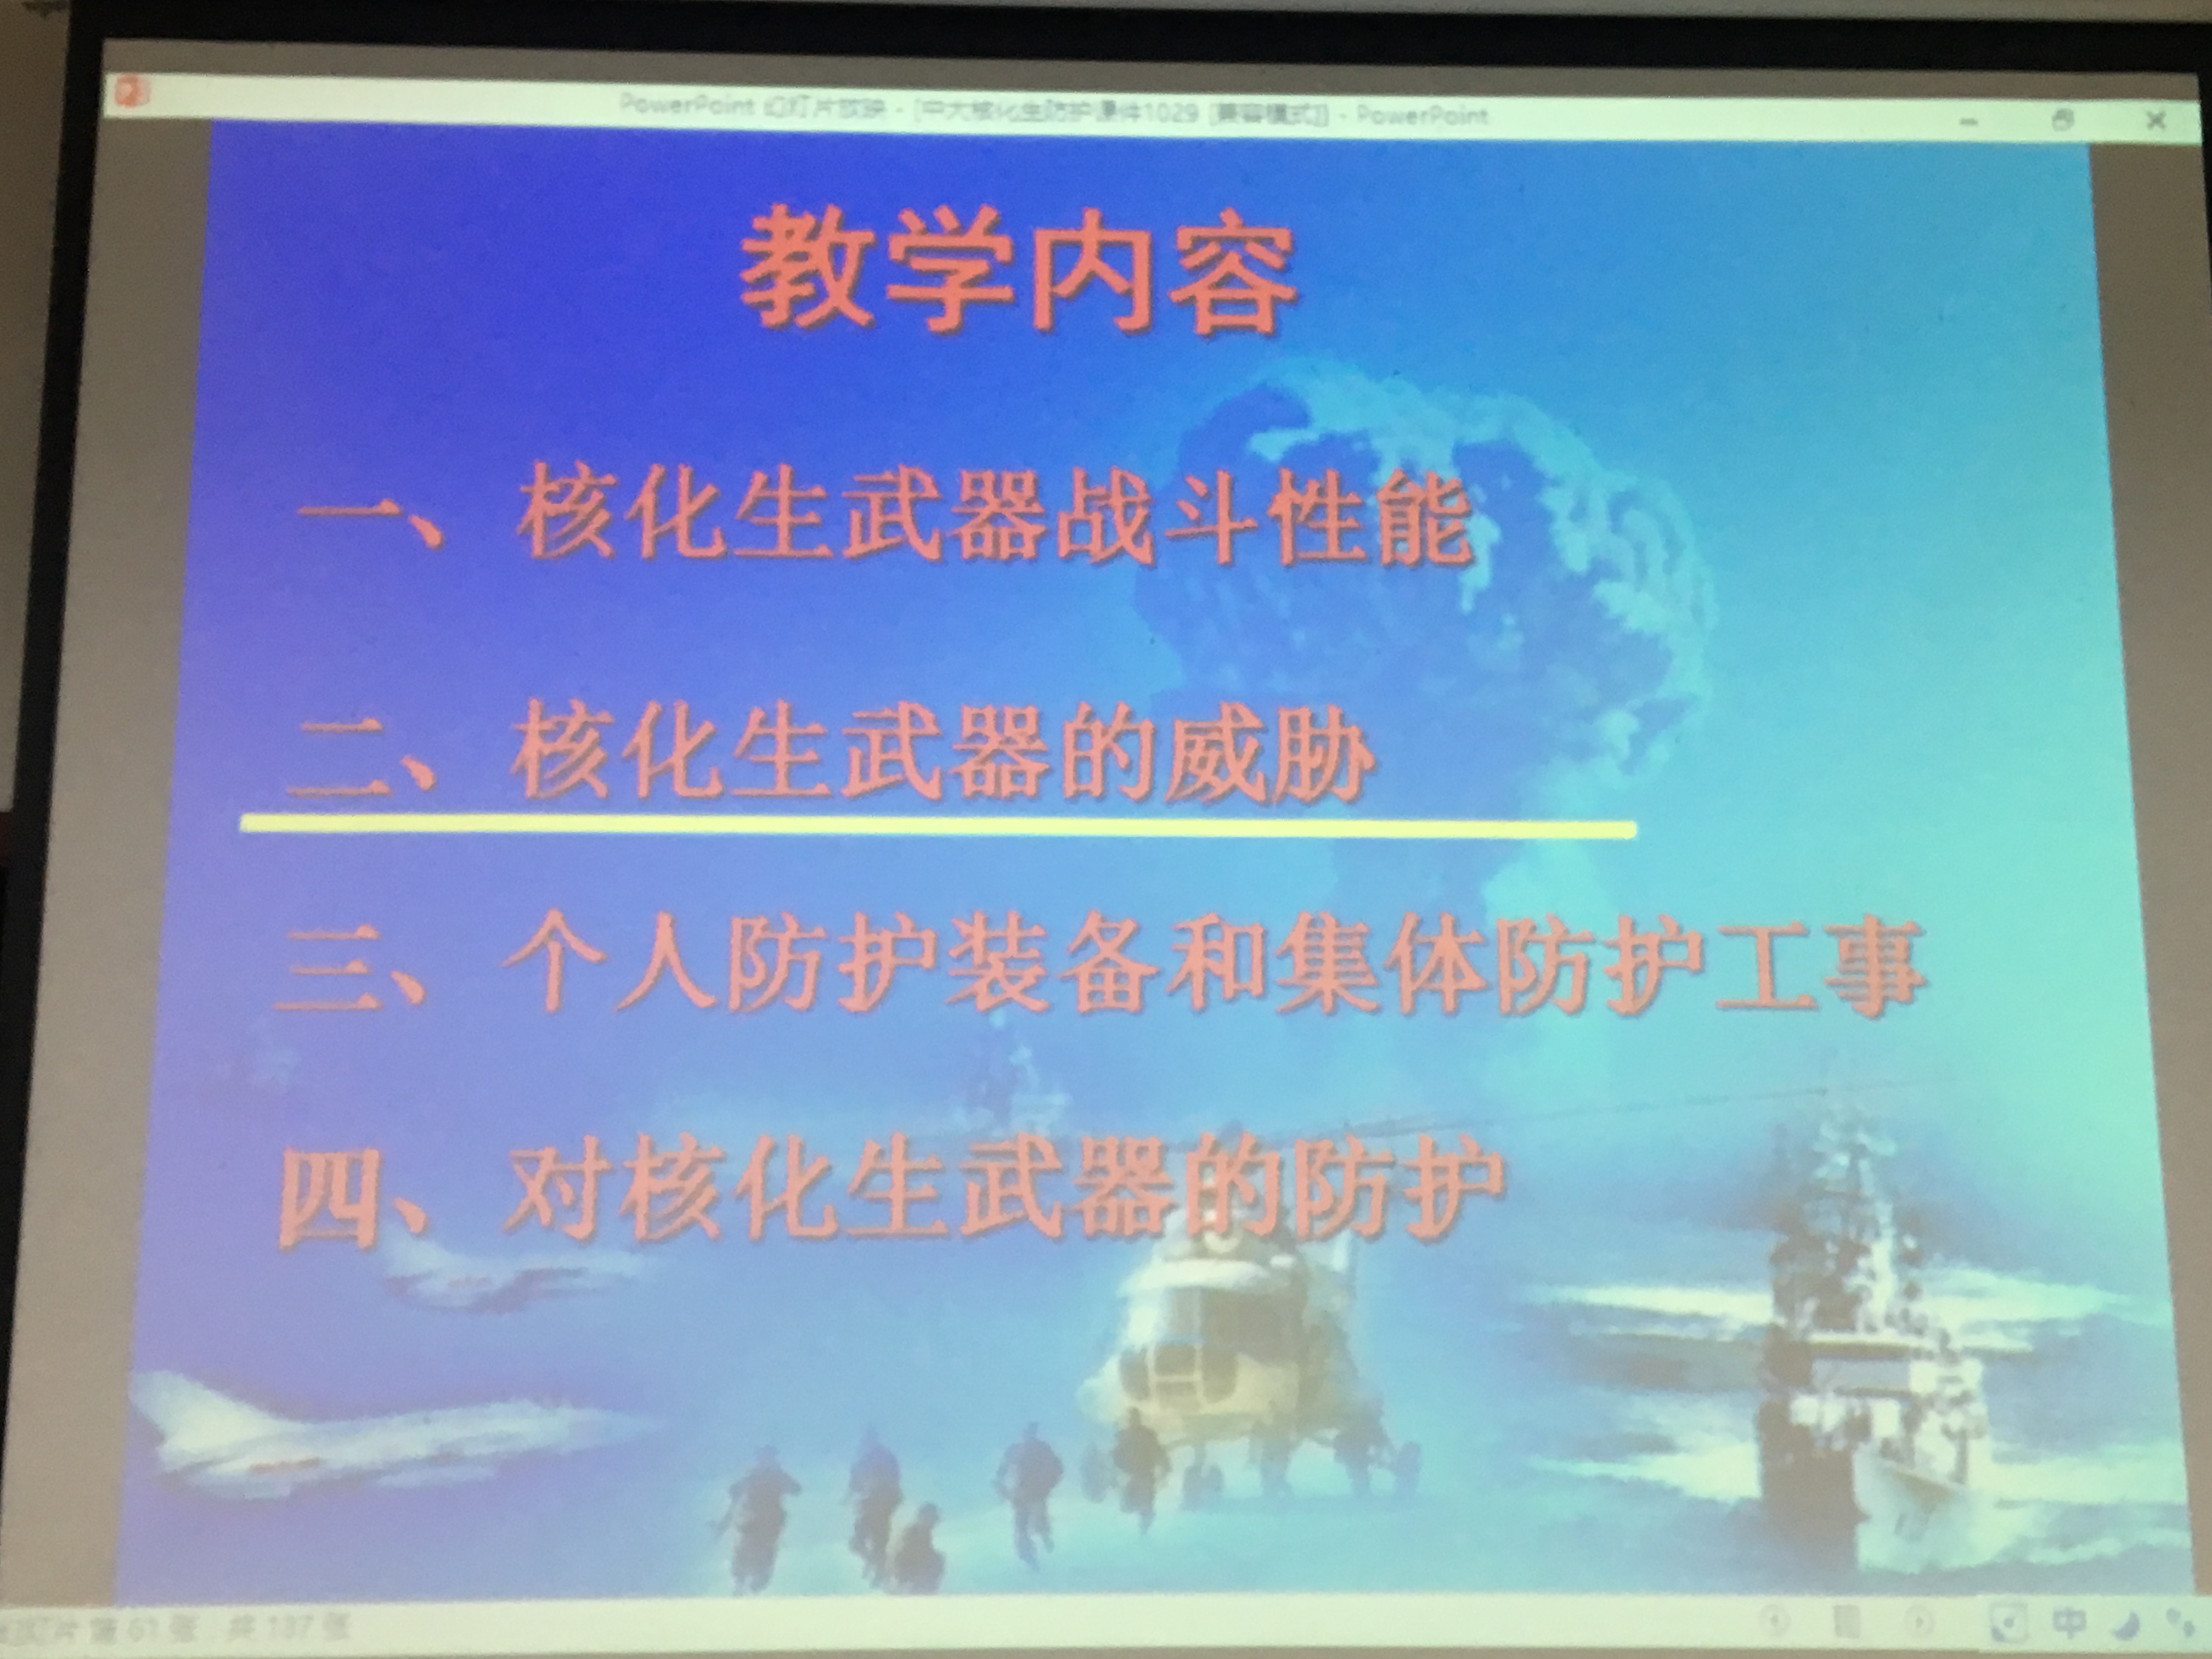 PowerPoint 幻灯片放映 - [中大核化生防护课件1029 [兼容模式]] - PowerPoint
教学内容
一、核化生武器战斗性能
二、核化生武器的威胁
三、个人防护装备和集体防护工事
四、对核化生武器的防护
幻灯片 第 61 张，共 137 张
中